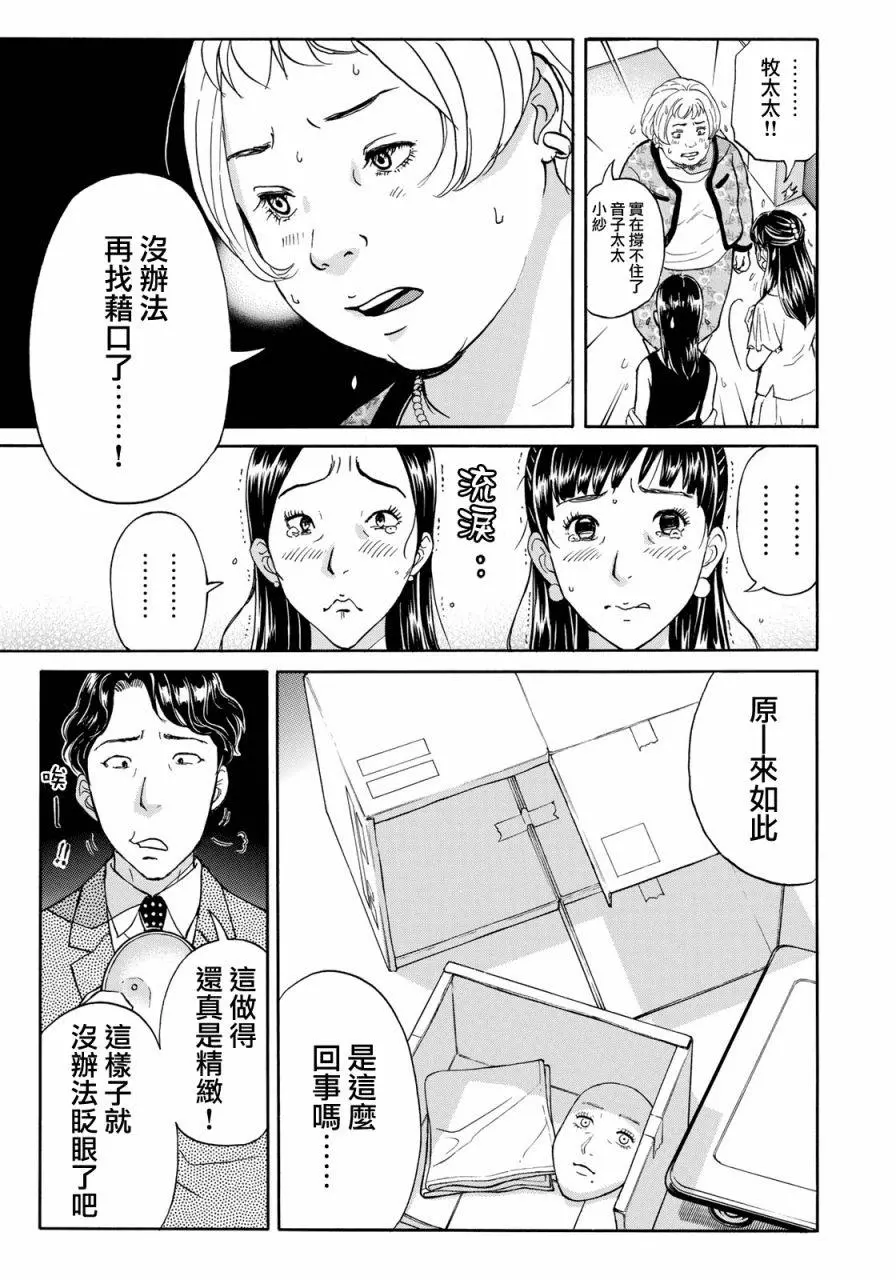 ………
牧太太!!
實在撐不住了
音子太太
小紗
沒辦法
再找藉口了……！
………
流淚：
………
原—來如此
是這麼
回事嗎……
唉—!!
這做得
還真是精緻！
這樣子就
沒辦法眨眼了吧